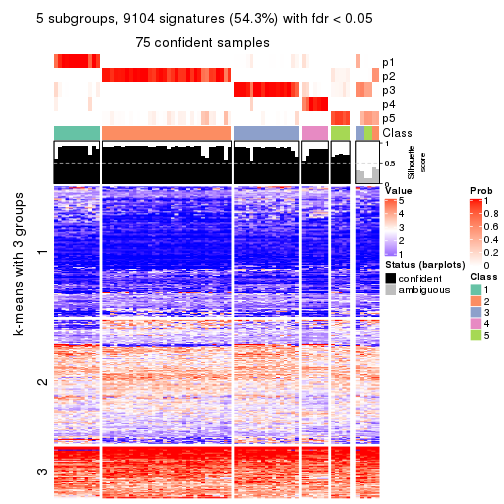 5 subgroups, 9104 signatures (54.3%) with fdr < 0.05
75 confident samples
p1
p2
p3
p4
p5
Class
1
0.5
0
Silhouette
score
k-means with 3 groups
1
2
3
Value
5
4
3
2
1
Status (barplots)
confident
ambiguous
Prob
1
0.8
0.6
0.4
0.2
0
Class
1
2
3
4
5